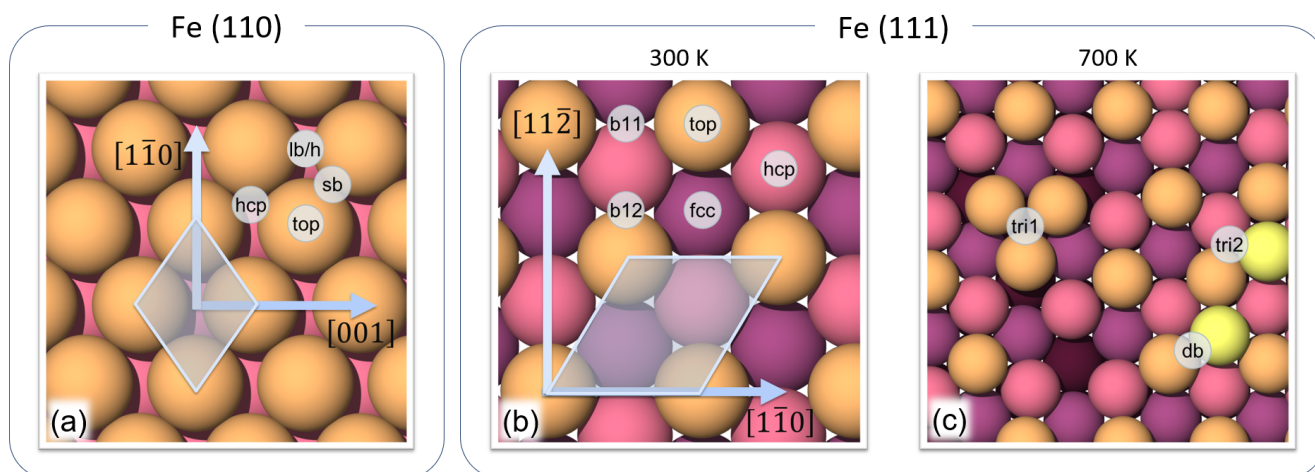 Fe (110)
Fe (111)
300 K
700 K
[11̄0]
lb/h
sb
hcp
top
[001]
(a)
[112̄]
b11
top
hcp
b12
fcc
[11̄0]
(b)
tri1
tri2
db
(c)